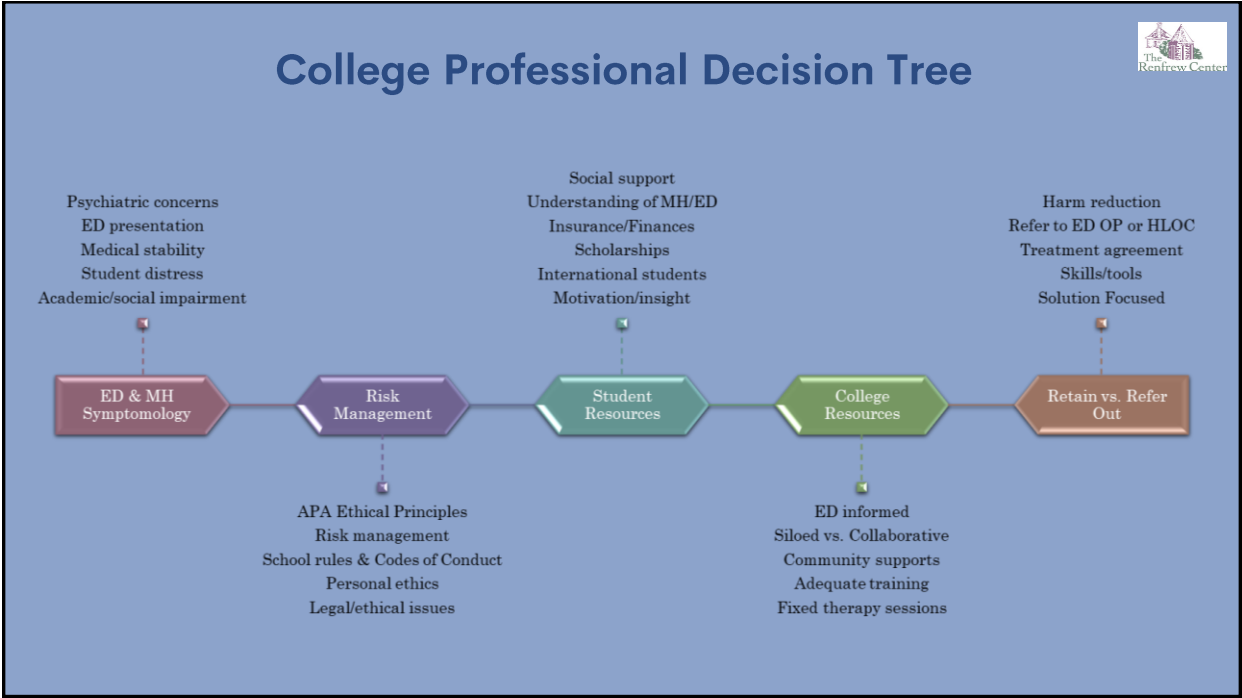 College Professional Decision Tree
The
Renfrew Center
Psychiatric concerns
ED presentation
Medical stability
Student distress
Academic/social impairment
Social support
Understanding of MH/ED
Insurance/Finances
Scholarships
International students
Motivation/insight
Harm reduction
Refer to ED OP or HLOC
Treatment agreement
Skills/tools
Solution Focused
ED & MH
Symptomology
Risk
Management
Student
Resources
College
Resources
Retain vs. Refer
Out
APA Ethical Principles
Risk management
School rules & Codes of Conduct
Personal ethics
Legal/ethical issues
ED informed
Siloed vs. Collaborative
Community supports
Adequate training
Fixed therapy sessions